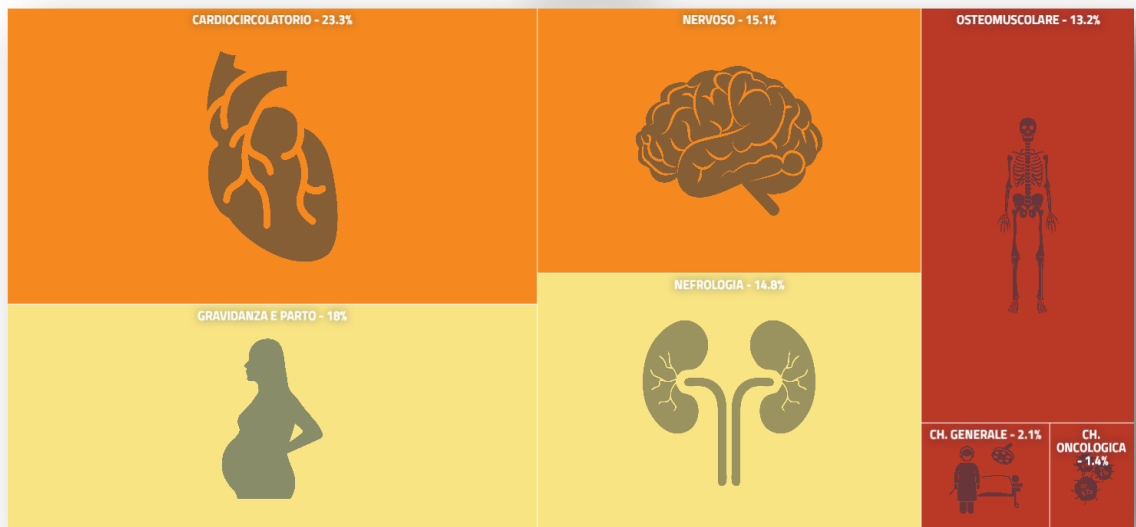 CARDIOCIRCOLATORIO - 23.3%
NERVOSO - 15.1%
OSTEOMUSCOLARE - 13.2%
GRAVIDANZA E PARTO - 18%
NEFROLOGIA - 14.8%
CH. GENERALE - 2.1%
CH.
ONCOLOGICA
- 1.4%